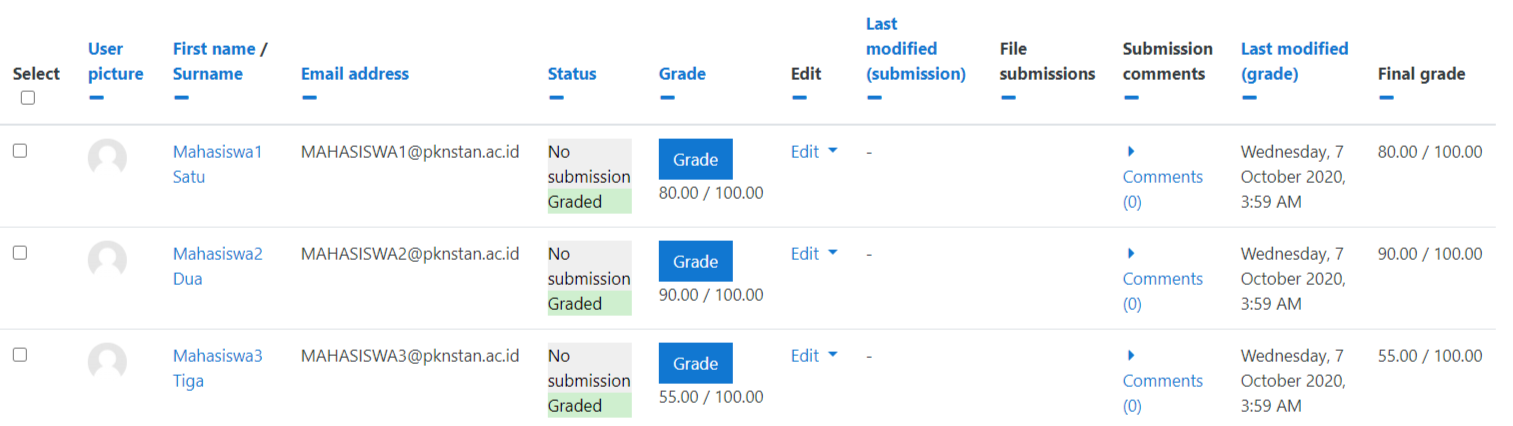 Select
User picture
First name / Surname
Email address
Status
Grade
Edit
Last modified (submission)
File submissions
Submission comments
Last modified (grade)
Final grade
Mahasiswa1 Satu
MAHASISWA1@pknstan.ac.id
No submission
Graded
Grade
80.00 / 100.00
Edit
-
Comments (0)
Wednesday, 7 October 2020, 3:59 AM
80.00 / 100.00
Mahasiswa2 Dua
MAHASISWA2@pknstan.ac.id
No submission
Graded
Grade
90.00 / 100.00
Edit
-
Comments (0)
Wednesday, 7 October 2020, 3:59 AM
90.00 / 100.00
Mahasiswa3 Tiga
MAHASISWA3@pknstan.ac.id
No submission
Graded
Grade
55.00 / 100.00
Edit
-
Comments (0)
Wednesday, 7 October 2020, 3:59 AM
55.00 / 100.00